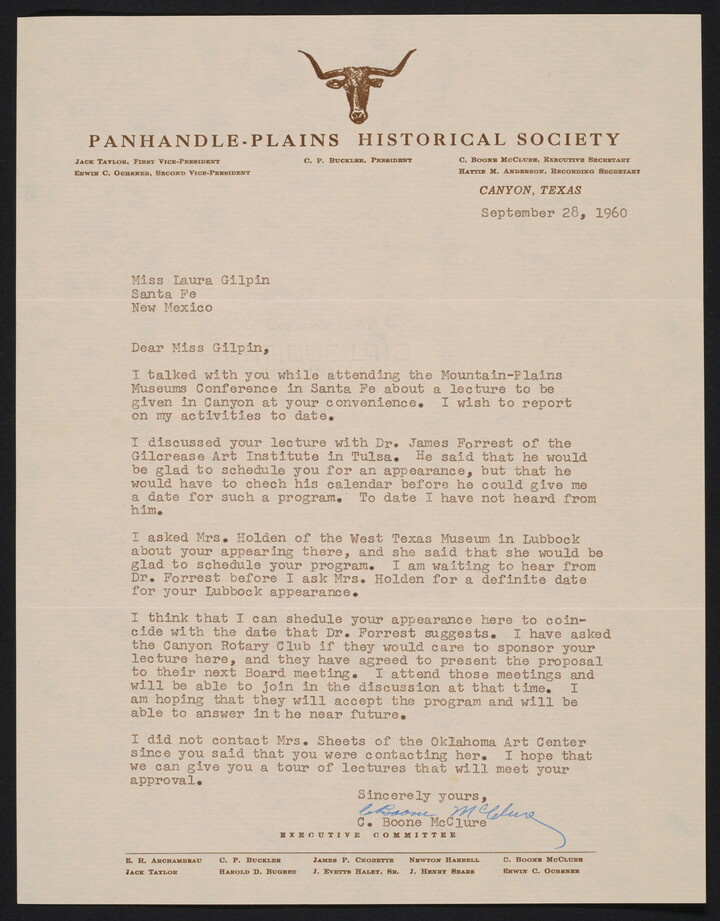 PANHANDLE-PLAINS HISTORICAL SOCIETY
Jack Taylor, First Vice-President C. P. Buckler, President C. Boone McClure, Executive Secretary
Erwin C. Ochsner, Second Vice-President Hattie M. Anderson, Recording Secretary
CANYON, TEXAS
September 28, 1960
Miss Laura Gilpin
Santa Fe
New Mexico
Dear Miss Gilpin,
I talked with you while attending the Mountain-Plains
Museums Conference in Santa Fe about a lecture to be
given in Canyon at your convenience. I wish to report
on my activities to date.
I discussed your lecture with Dr. James Forrest of the
Gilcrease Art Institute in Tulsa. He said that he would
be glad to schedule you for an appearance, but that he
would have to chech his calendar before he could give me
a date for such a program. To date I have not heard from
him.
I asked Mrs. Holden of the West Texas Museum in Lubbock
about your appearing there, and she said that she would be
glad to schedule your program. I am waiting to hear from
Dr. Forrest before I ask Mrs. Holden for a definite date
for your Lubbock appearance.
I think that I can shedule your appearance here to coin-
cide with the date that Dr. Forrest suggests. I have asked
the Canyon Rotary Club if they would care to sponsor your
lecture here, and they have agreed to present the proposal
to their next Board meeting. I attend those meetings and
will be able to join in the discussion at that time. I
am hoping that they will accept the program and will be
able to answer in the near future.
I did not contact Mrs. Sheets of the Oklahoma Art Center
since you said that you were contacting her. I hope that
we can give you a tour of lectures that will meet your
approval.
Sincerely yours,
C Boone McClure
C. Boone McClure
EXECUTIVE COMMITTEE
E. R. Archambeau C. P. Buckler James P. Cornette Newton Harrell C. Boone McClure
Jack Taylor Harold D. Bugbee J. Evetts Haley, Sr. J. Henry Sears Erwin C. Ochsner